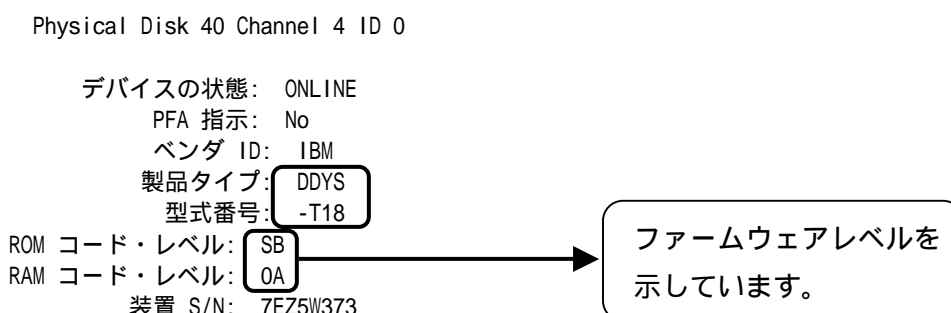 Physical Disk 40 Channel 4 ID 0
デバイスの状態: ONLINE
PFA 指示: No
ベンダ ID: IBM
製品タイプ: DDYS
型式番号: -T18
ROM コード・レベル: SB
RAM コード・レベル: 0A
装置 S/N: 7EZ5W373
ファームウェアレベルを
示しています。